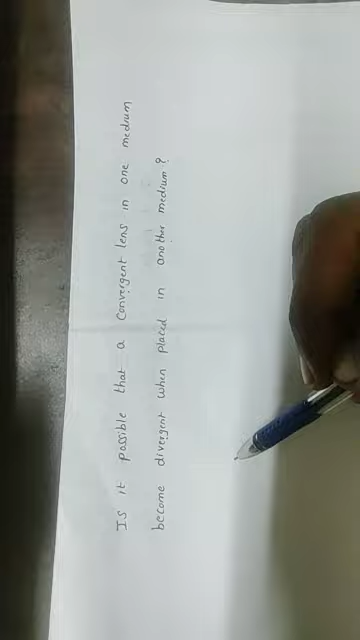 Is it possible that a convergent lens in one medium
become divergent when placed in another medium?